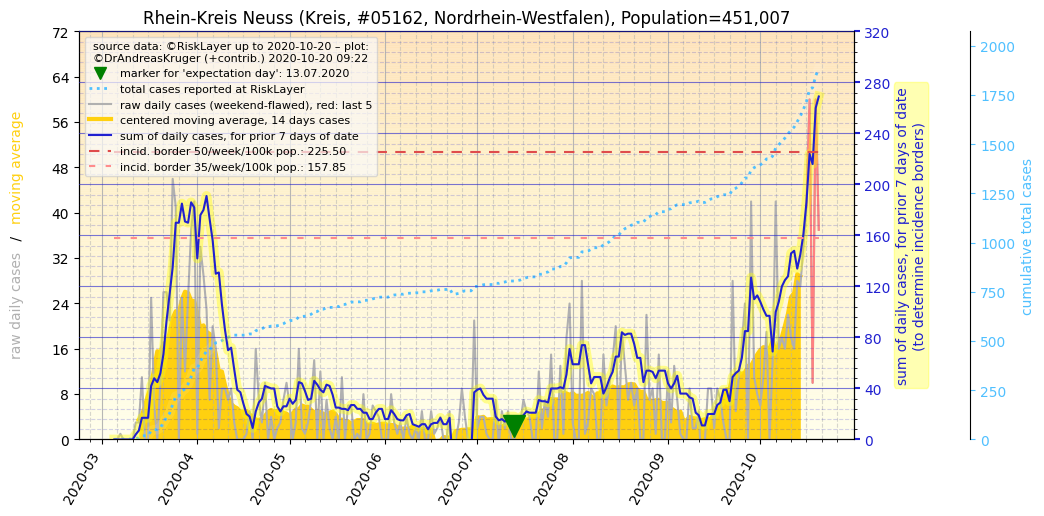 Rhein-Kreis Neuss (Kreis, #05162, Nordrhein-Westfalen), Population=451,007
source data: ©RiskLayer up to 2020-10-20 – plot:
©DrAndreasKruger (+contrib.) 2020-10-20 09:22
marker for 'expectation day': 13.07.2020
total cases reported at RiskLayer
raw daily cases (weekend-flawed), red: last 5
centered moving average, 14 days cases
sum of daily cases, for prior 7 days of date
incid. border 50/week/100k pop.: 225.50
incid. border 35/week/100k pop.: 157.85
raw daily cases / moving average
72
64
56
48
40
32
24
16
8
0
2020-03
2020-04
2020-05
2020-06
2020-07
2020-08
2020-09
2020-10
320
280
240
200
160
120
80
40
0
sum of daily cases, for prior 7 days of date
(to determine incidence borders)
2000
1750
1500
1250
1000
750
500
250
0
cumulative total cases